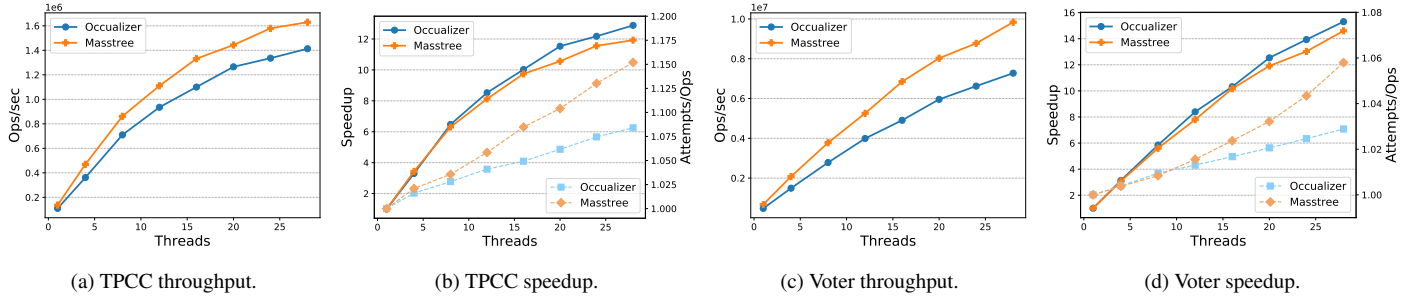 1e6
Occualizer
Masstree
Ops/sec
1.6
1.4
1.2
1.0
0.8
0.6
0.4
0.2
0 5 10 15 20 25
Threads
(a) TPCC throughput.
Occualizer
Masstree
Speedup
12
10
8
6
4
2
1.200
1.175
1.150
1.125
1.100
1.075
1.050
1.025
1.000
Attempts/Ops
Occualizer
Masstree
0 5 10 15 20 25
Threads
(b) TPCC speedup.
1e7
Occualizer
Masstree
Ops/sec
1.0
0.8
0.6
0.4
0.2
0 5 10 15 20 25
Threads
(c) Voter throughput.
Occualizer
Masstree
Speedup
16
14
12
10
8
6
4
2
1.08
1.06
1.04
1.02
1.00
Attempts/Ops
Occualizer
Masstree
0 5 10 15 20 25
Threads
(d) Voter speedup.